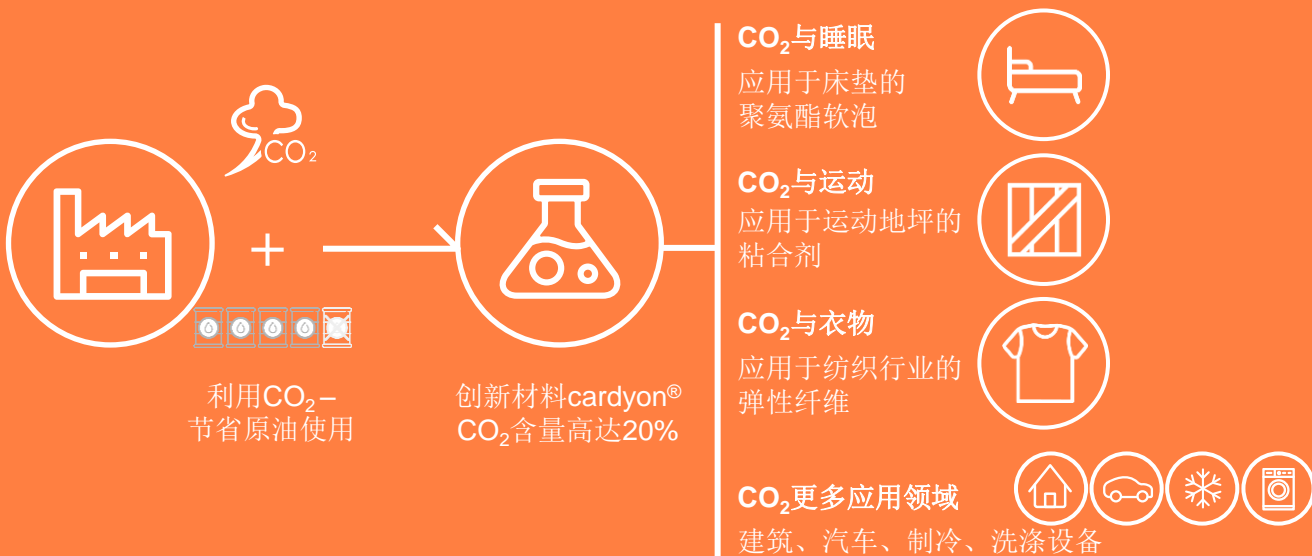 CO₂
利用CO₂–
节省原油使用
创新材料cardyon®
CO₂含量高达20%
CO₂与睡眠
应用于床垫的
聚氨酯软泡
CO₂与运动
应用于运动地坪的
粘合剂
CO₂与衣物
应用于纺织行业的
弹性纤维
CO₂更多应用领域
建筑、汽车、制冷、洗涤设备